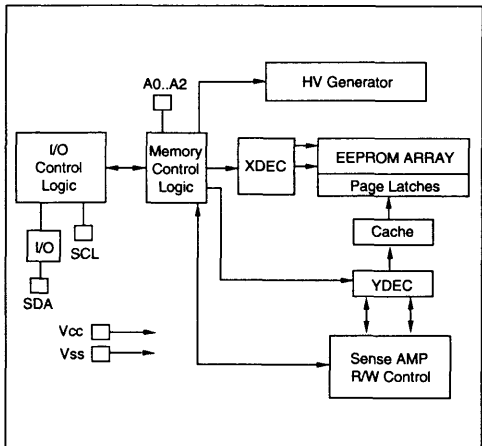 A0..A2
HV Generator
I/O
Control
Logic
Memory
Control
Logic
XDEC
EEPROM ARRAY
Page Latches
Cache
I/O
SCL
SDA
YDEC
Vcc
Vss
Sense AMP
R/W Control